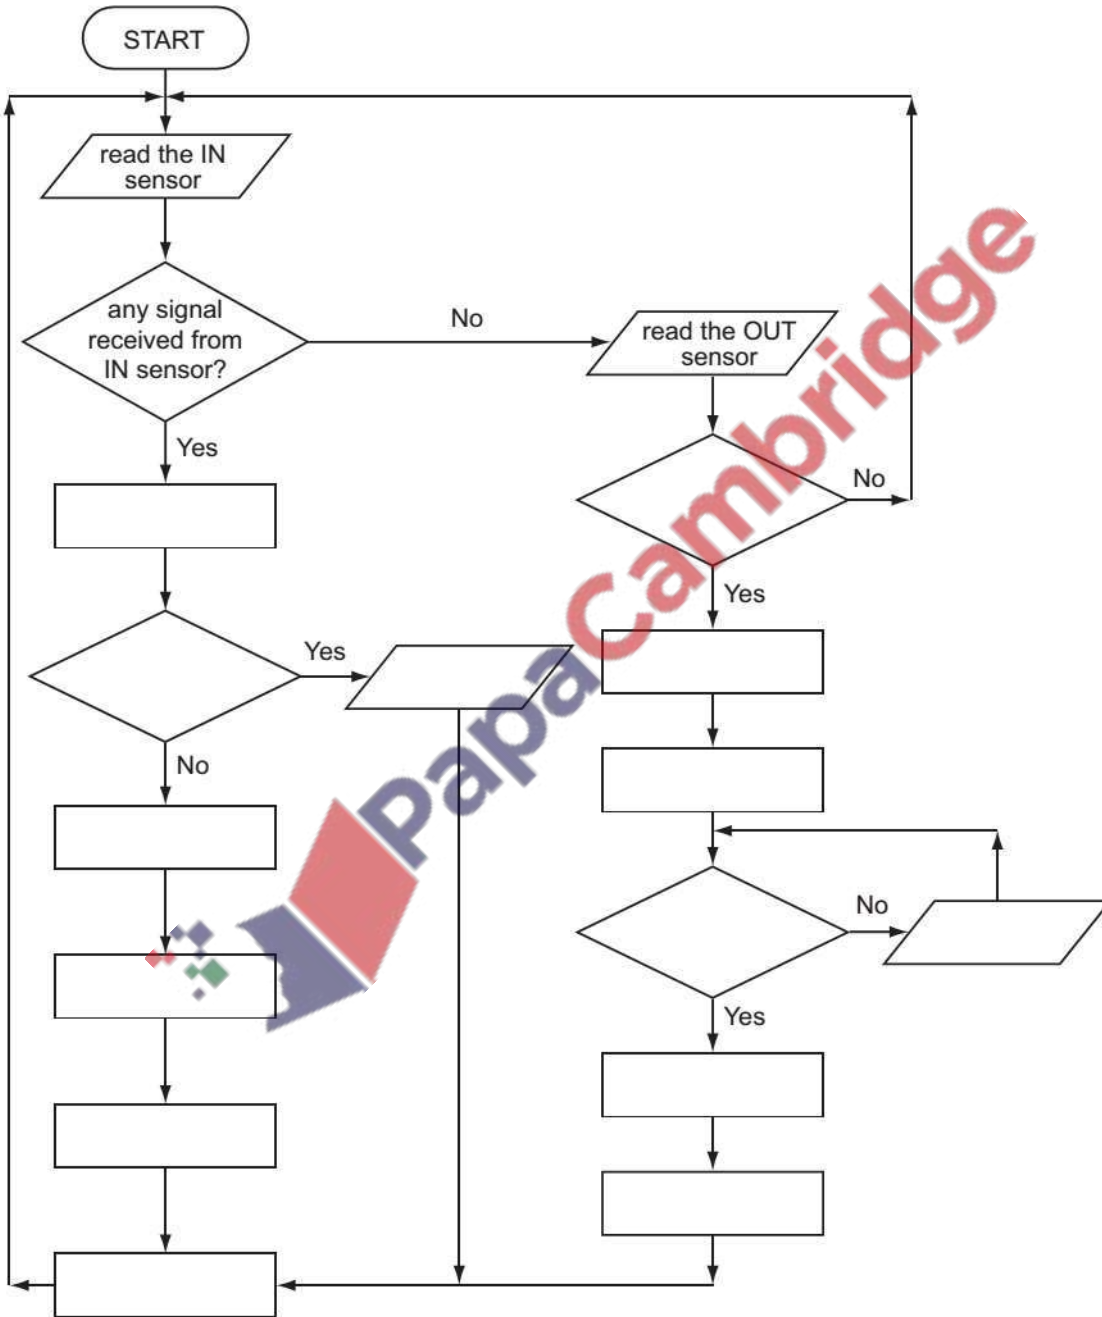 START
read the IN
sensor
any signal
received from
IN sensor?
No
read the OUT
sensor
Yes
No
Yes
Yes
No
No
Yes
PapaCambridge